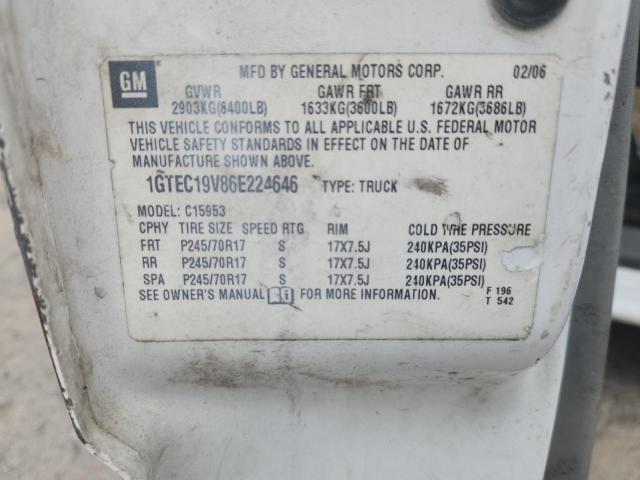 GM
MFD BY GENERAL MOTORS CORP. 02/06
GVWR GAWR FRT GAWR RR
2903KG(6400LB) 1633KG(3600LB) 1672KG(3686LB)
THIS VEHICLE CONFORMS TO ALL APPLICABLE U.S. FEDERAL MOTOR
VEHICLE SAFETY STANDARDS IN EFFECT ON THE DATE OF
MANUFACTURE SHOWN ABOVE.
1GTEC19V86E224646 TYPE: TRUCK
MODEL: C15953
CPHY TIRE SIZE SPEED RTG RIM COLD TIRE PRESSURE
FRT P245/70R17 S 17X7.5J 240KPA(35PSI)
RR P245/70R17 S 17X7.5J 240KPA(35PSI)
SPA P245/70R17 S 17X7.5J 240KPA(35PSI)
SEE OWNER'S MANUAL FOR MORE INFORMATION. F 196
T 542